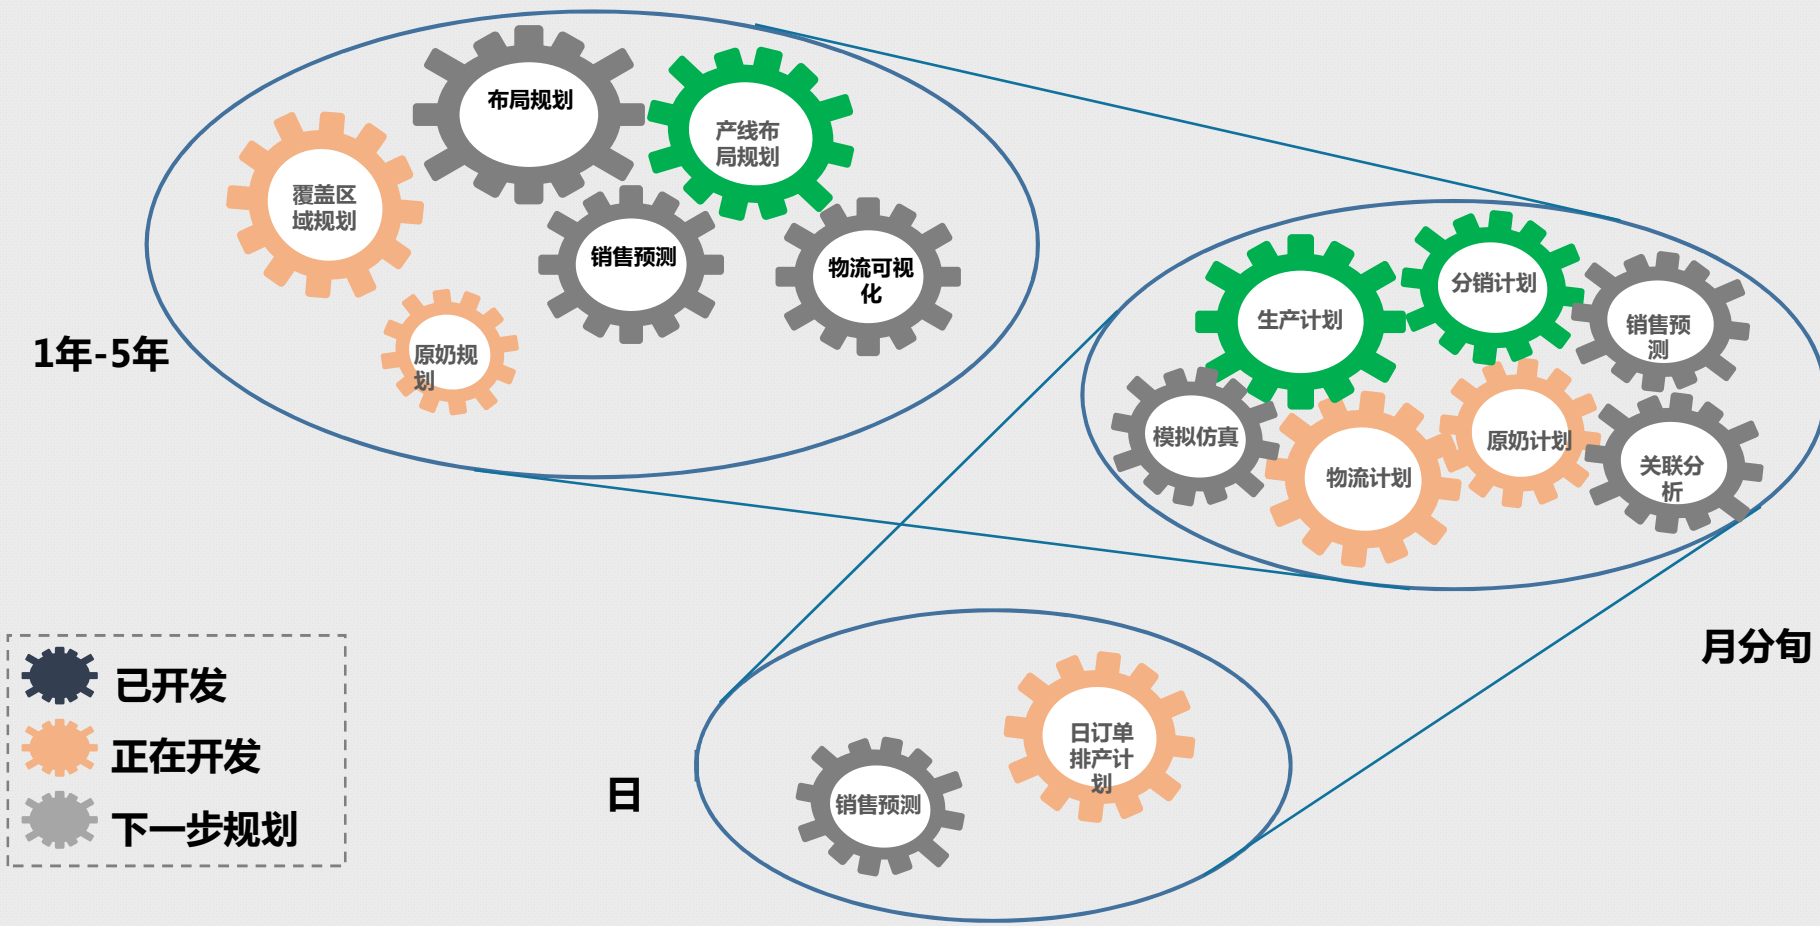 布局规划
产线布
局规划
覆盖区
域规划
销售预测
物流可视
化
原奶规
划
1年-5年
分销计划
生产计划
销售预
测
模拟仿真
原奶计划
物流计划
关联分
析
月分旬
日订单
排产计
划
销售预测
日
已开发
正在开发
下一步规划